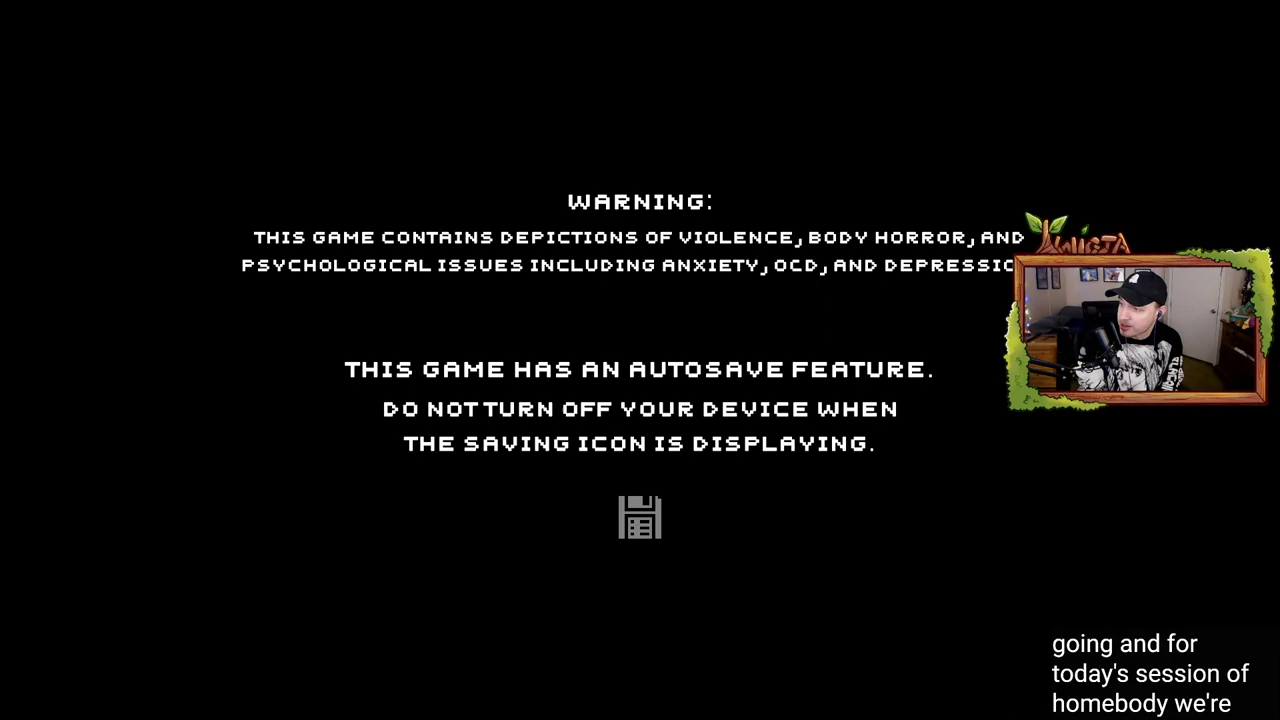 WARNING:
THIS GAME CONTAINS DEPICTIONS OF VIOLENCE, BODY HORROR, AND
PSYCHOLOGICAL ISSUES INCLUDING ANXIETY, OCD, AND
THIS GAME HAS AN AUTOSAVE FEATURE.
DO NOT TURN OFF YOUR DEVICE WHEN
THE SAVING ICON IS DISPLAYING.
going and for
today's session of
homebody we're